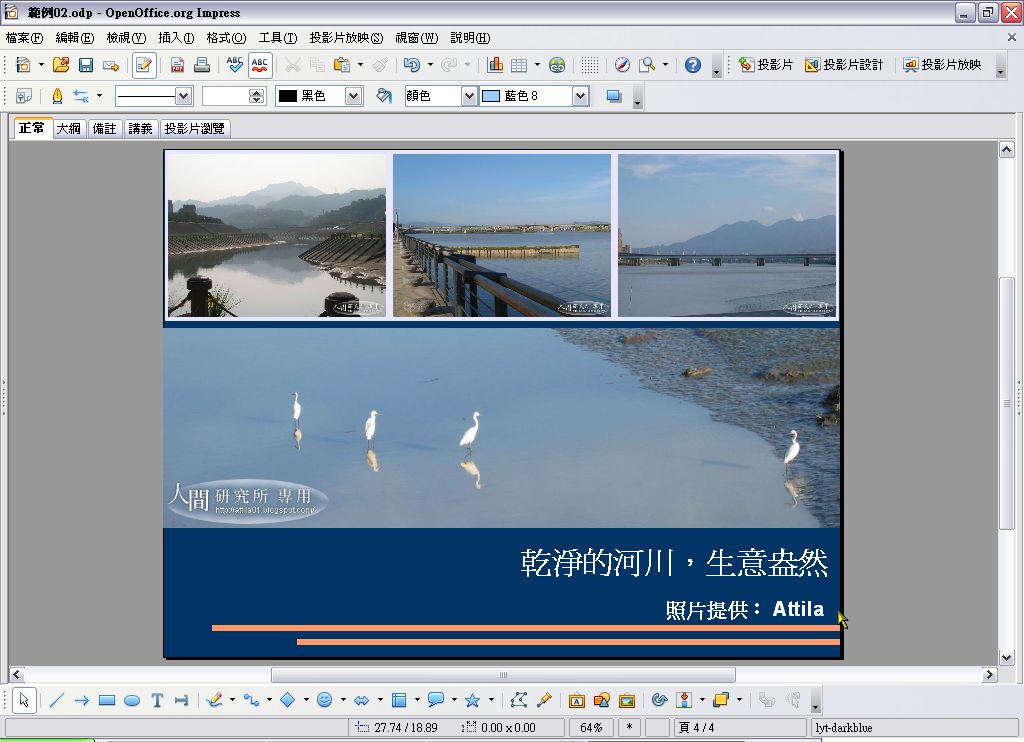 範例02.odp - OpenOffice.org Impress
檔案(F) 編輯(E) 檢視(V) 插入(I) 格式(O) 工具(T) 投影片放映(S) 視窗(W) 說明(H)
投影片 投影片設計 投影片放映
黑色 顏色 藍色 8
正常 大綱 備註 講義 投影片瀏覽
人間研究所 專用
http://attila01.blogspot.com/
乾淨的河川，生意盎然
照片提供： Attila
27.74 / 18.89 0.00 x 0.00 64% * 頁 4 / 4 lyt-darkblue